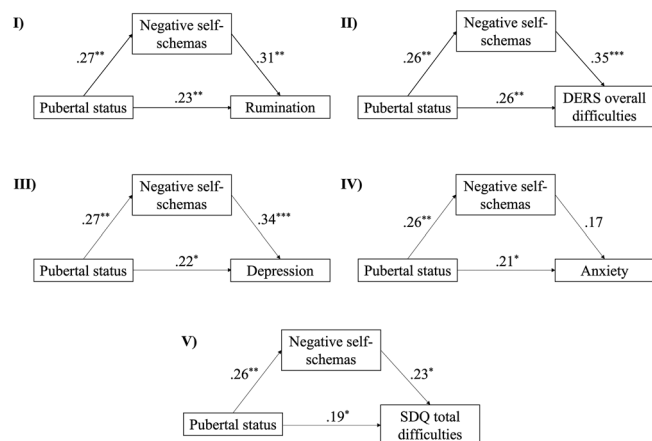 I)
Negative self-
schemas
.27**
.31**
Pubertal status
.23**
Rumination
II)
Negative self-
schemas
.26**
.35***
Pubertal status
.26**
DERS overall
difficulties
III)
Negative self-
schemas
.27**
.34***
Pubertal status
.22*
Depression
IV)
Negative self-
schemas
.26**
.17
Pubertal status
.21*
Anxiety
V)
Negative self-
schemas
.26**
.23*
Pubertal status
.19*
SDQ total
difficulties